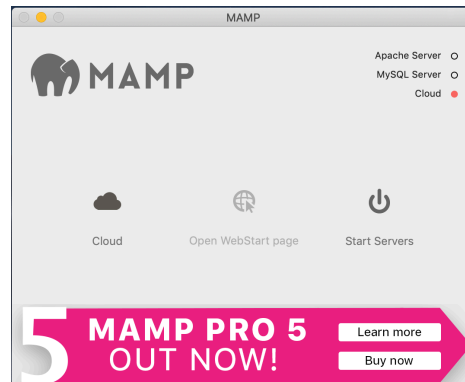 MAMP
Apache Server
MySQL Server
Cloud
MAMP
Cloud
Open WebStart page
Start Servers
5
MAMP PRO 5
OUT NOW!
Learn more
Buy now